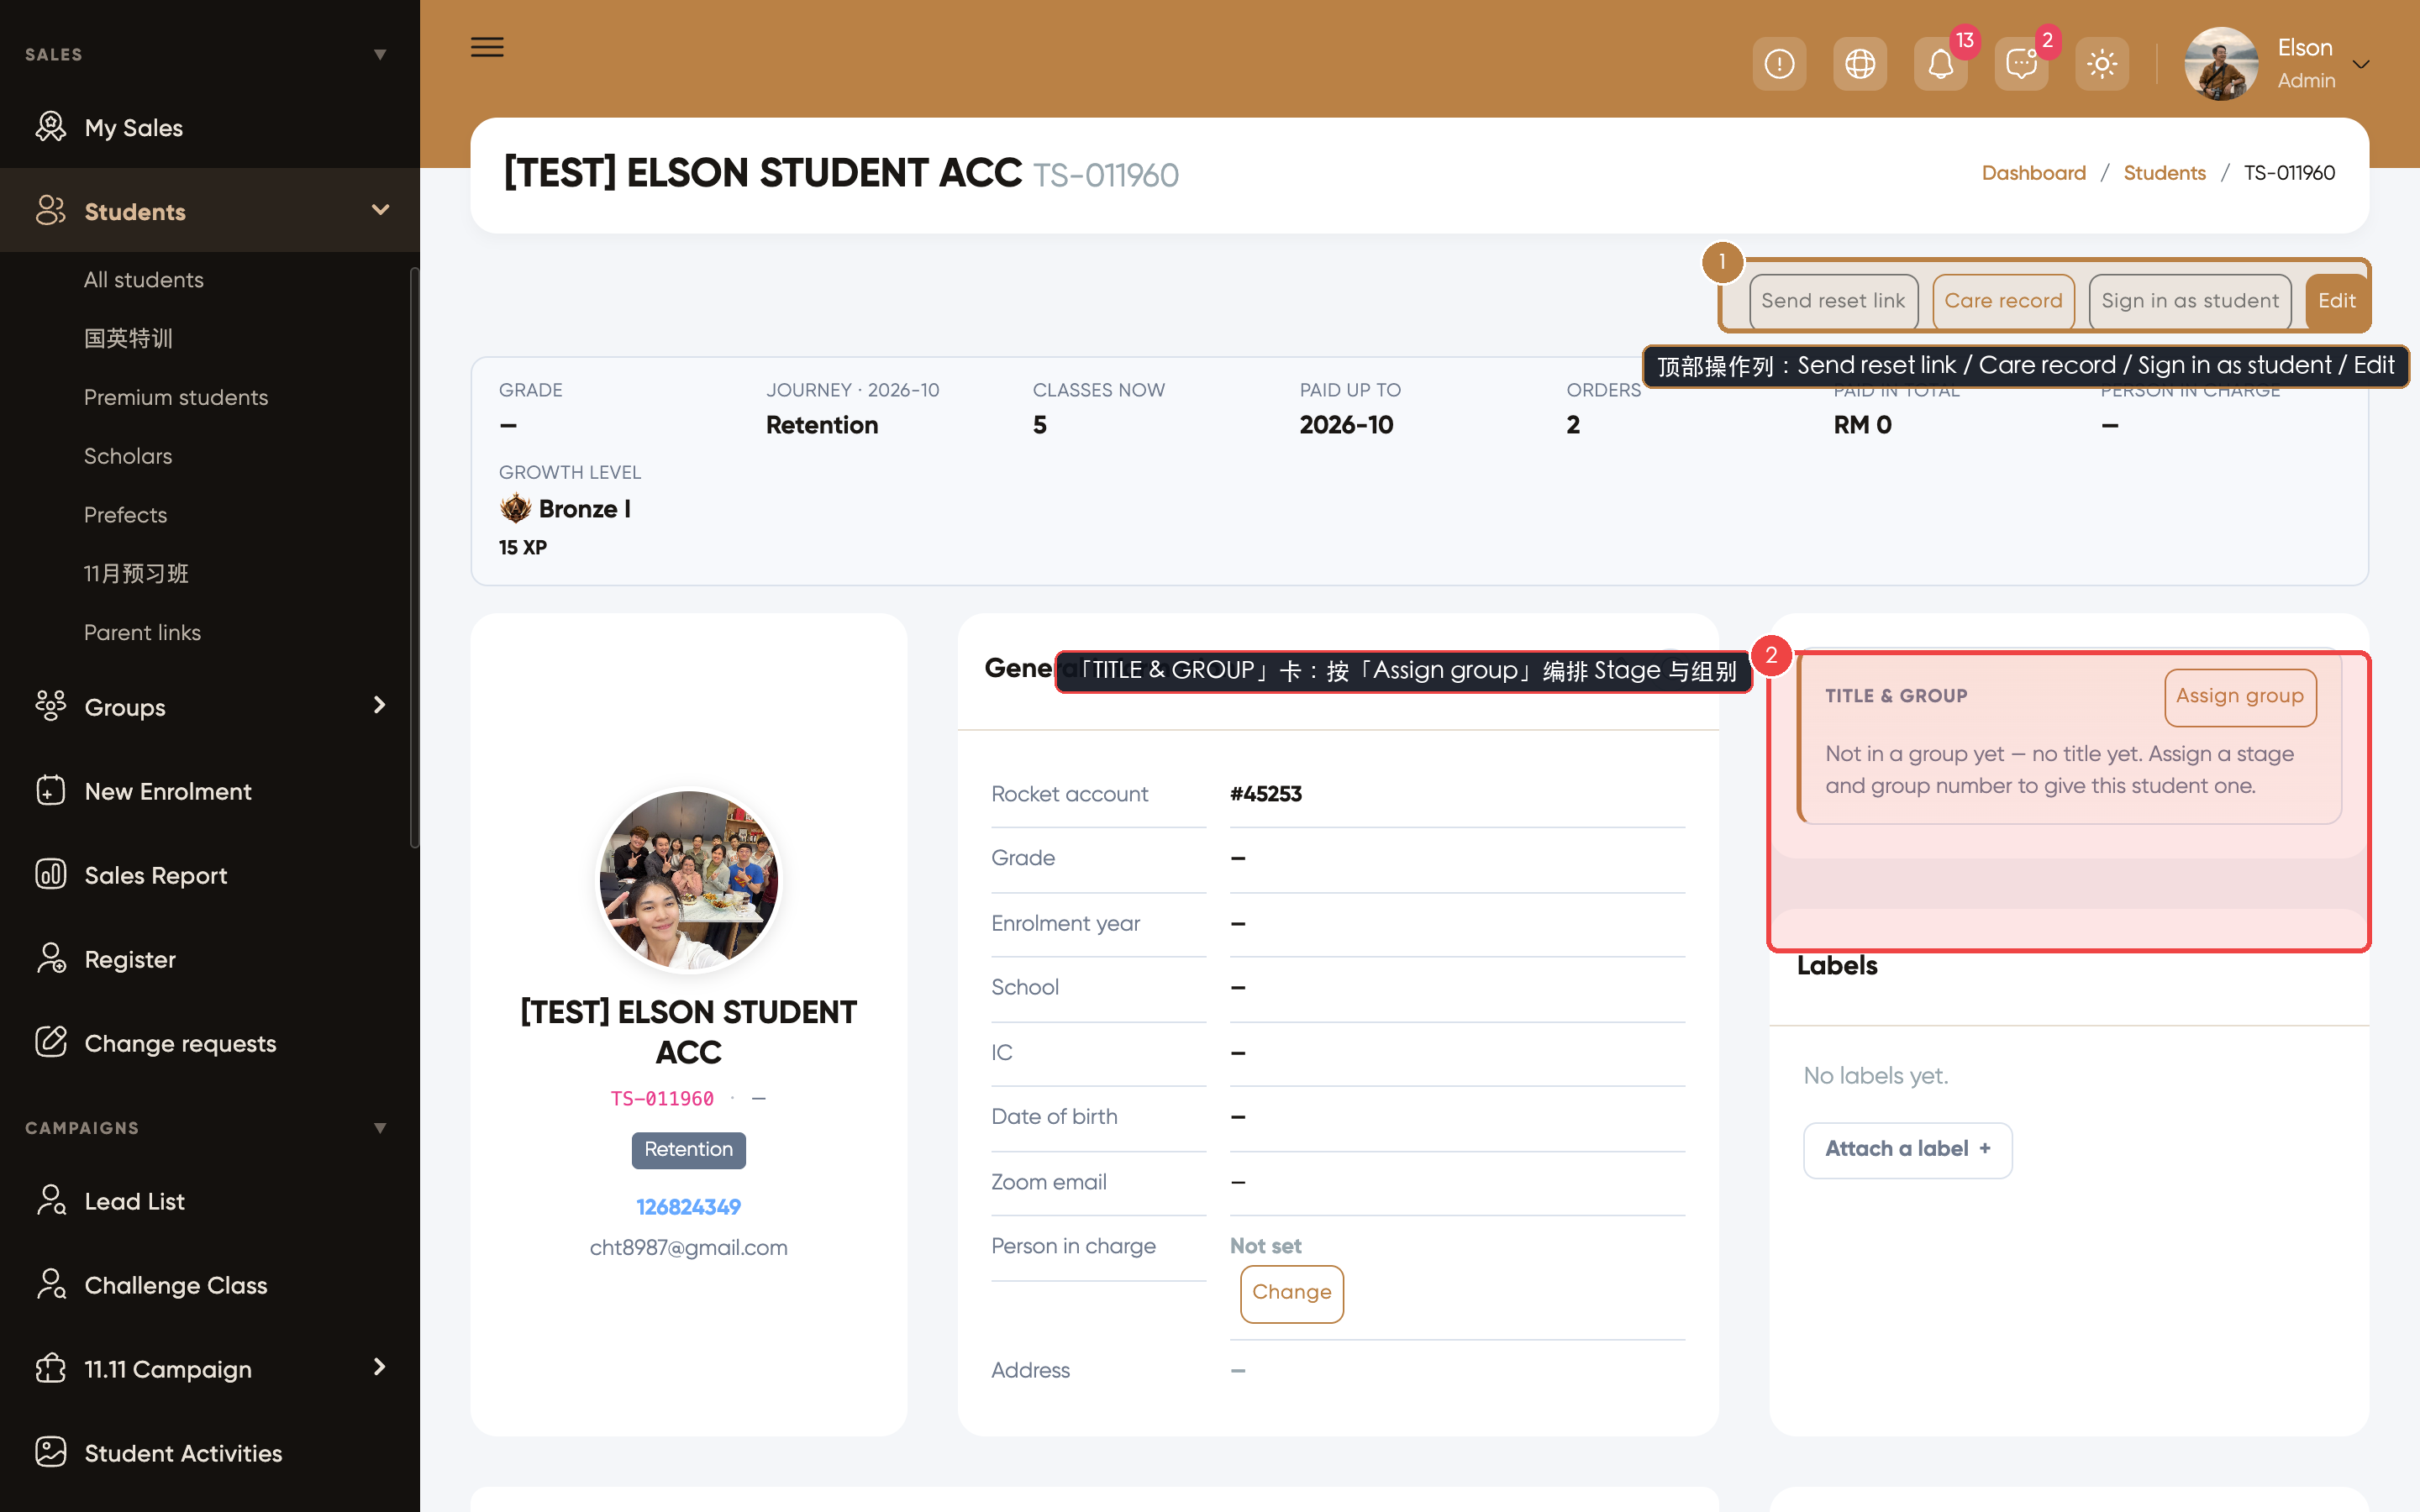 SALES ▼
My Sales
Students
All students
国英特训
Premium students
Scholars
Prefects
11月预习班
Parent links
Groups
New Enrolment
Sales Report
Register
Change requests
CAMPAIGNS ▼
Lead List
Challenge Class
11.11 Campaign
Student Activities
13
2
Elson
Admin
[TEST] ELSON STUDENT ACC TS-011960
Dashboard / Students / TS-011960
1
Send reset link
Care record
Sign in as student
Edit
顶部操作列：Send reset link / Care record / Sign in as student / Edit
GRADE
–
JOURNEY · 2026-10
Retention
CLASSES NOW
5
PAID UP TO
2026-10
ORDERS
2
PAID IN TOTAL
RM 0
PERSON IN CHARGE
–
GROWTH LEVEL
Bronze I
15 XP
[TEST] ELSON STUDENT
ACC
TS-011960 · —
Retention
126824349
cht8987@gmail.com
「TITLE & GROUP」卡：按「Assign group」编排 Stage 与组别
2
Rocket account #45253
Grade –
Enrolment year –
School –
IC –
Date of birth –
Zoom email –
Person in charge Not set
Change
Address –
TITLE & GROUP
Assign group
Not in a group yet — no title yet. Assign a stage
and group number to give this student one.
Labels
No labels yet.
Attach a label +